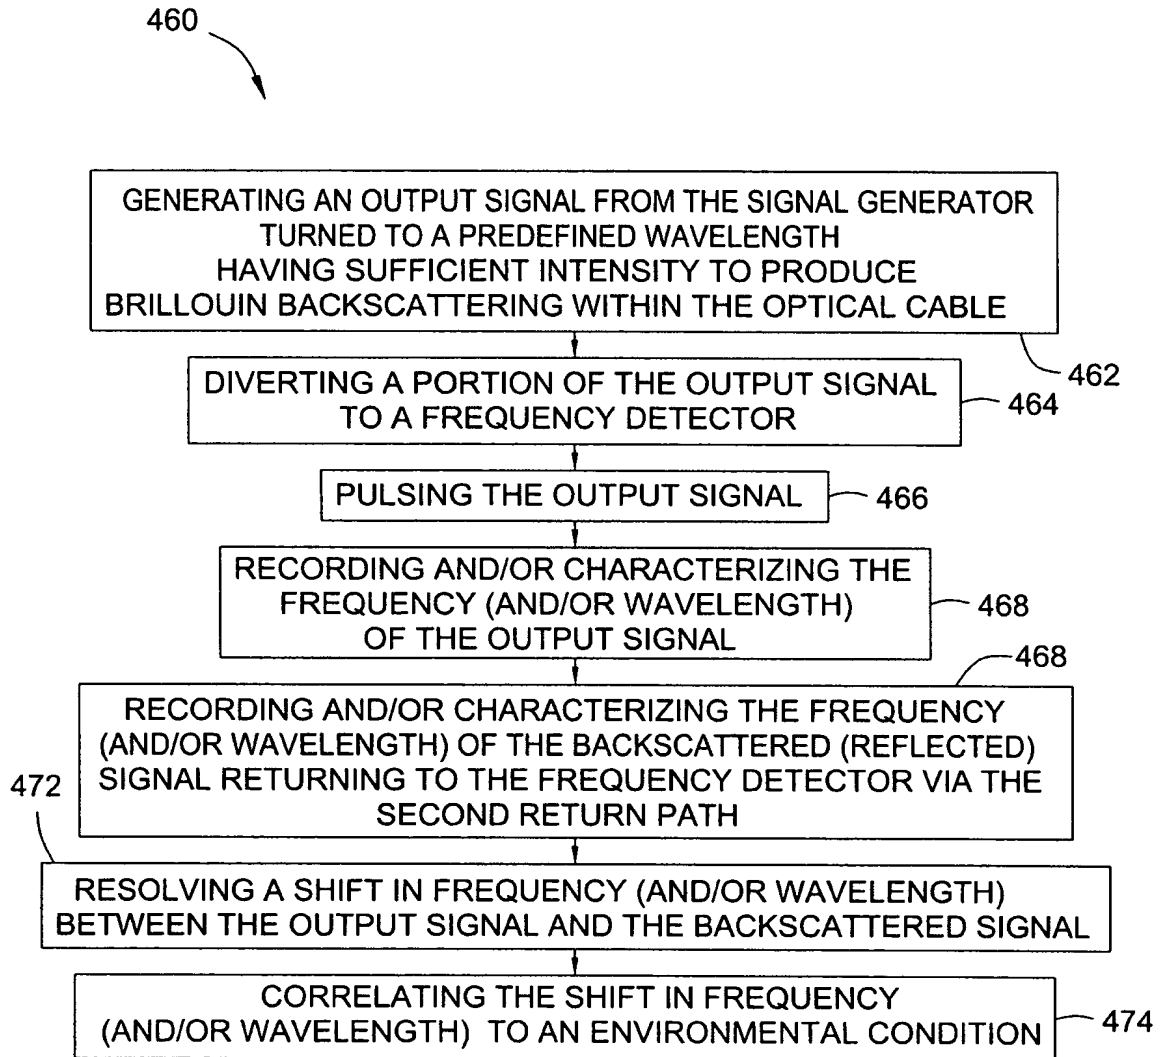 460
GENERATING AN OUTPUT SIGNAL FROM THE SIGNAL GENERATOR
TURNED TO A PREDEFINED WAVELENGTH
HAVING SUFFICIENT INTENSITY TO PRODUCE
BRILLOUIN BACKSCATTERING WITHIN THE OPTICAL CABLE
462
DIVERTING A PORTION OF THE OUTPUT SIGNAL
TO A FREQUENCY DETECTOR
464
PULSING THE OUTPUT SIGNAL
466
RECORDING AND/OR CHARACTERIZING THE
FREQUENCY (AND/OR WAVELENGTH)
OF THE OUTPUT SIGNAL
468
468
RECORDING AND/OR CHARACTERIZING THE FREQUENCY
(AND/OR WAVELENGTH) OF THE BACKSCATTERED (REFLECTED)
SIGNAL RETURNING TO THE FREQUENCY DETECTOR VIA THE
SECOND RETURN PATH
472
RESOLVING A SHIFT IN FREQUENCY (AND/OR WAVELENGTH)
BETWEEN THE OUTPUT SIGNAL AND THE BACKSCATTERED SIGNAL
CORRELATING THE SHIFT IN FREQUENCY
(AND/OR WAVELENGTH) TO AN ENVIRONMENTAL CONDITION
474